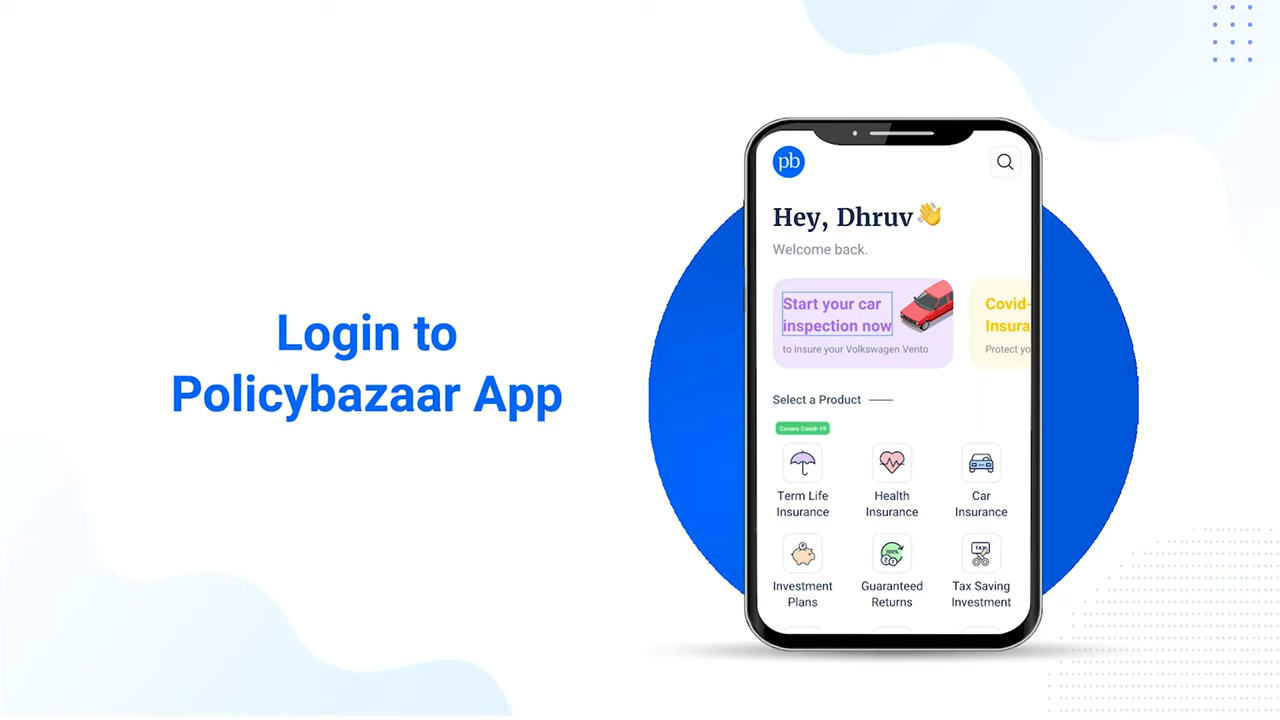 Login to
Policybazaar App
pb
Hey, Dhruv
Welcome back.
Start your car
inspection now
to insure your Volkswagen Vento
Covid-
Insura
Protect yo
Select a Product
Covers Covid-19
Term Life
Insurance
Health
Insurance
Car
Insurance
100%
TAX
Investment
Plans
Guaranteed
Returns
Tax Saving
Investment